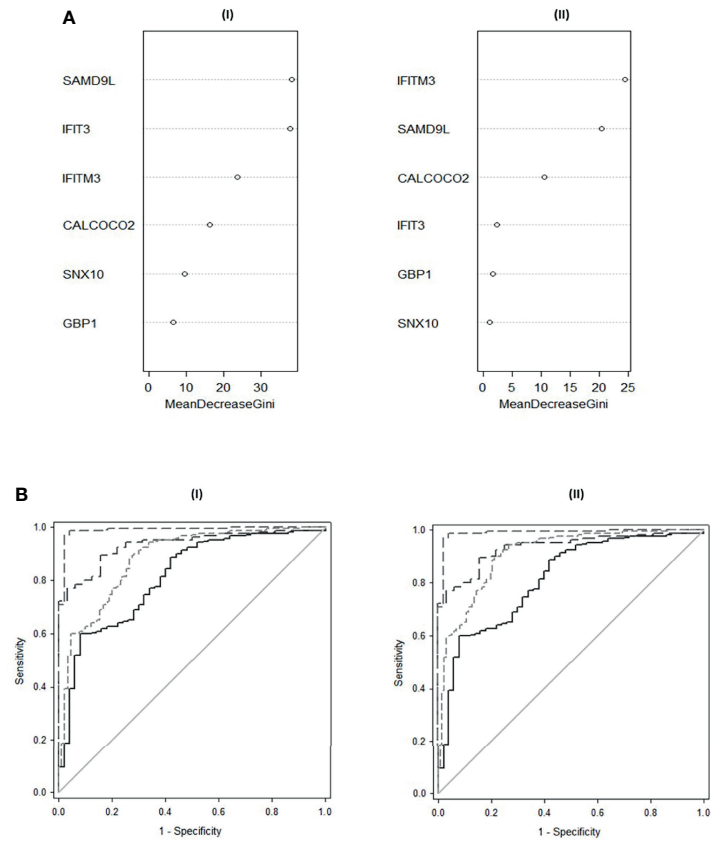 A
(I)
(II)
SAMD9L
IFIT3
IFITM3
CALCOCO2
SNX10
GBP1
0 10 20 30
MeanDecreaseGini
IFITM3
SAMD9L
CALCOCO2
IFIT3
GBP1
SNX10
0 5 10 15 20 25
MeanDecreaseGini
B
(I)
(II)
1.0
0.8
0.6
0.4
0.2
0.0
Sensitivity
0.0 0.2 0.4 0.6 0.8 1.0
1 - Specificity
1.0
0.8
0.6
0.4
0.2
0.0
Sensitivity
0.0 0.2 0.4 0.6 0.8 1.0
1 - Specificity